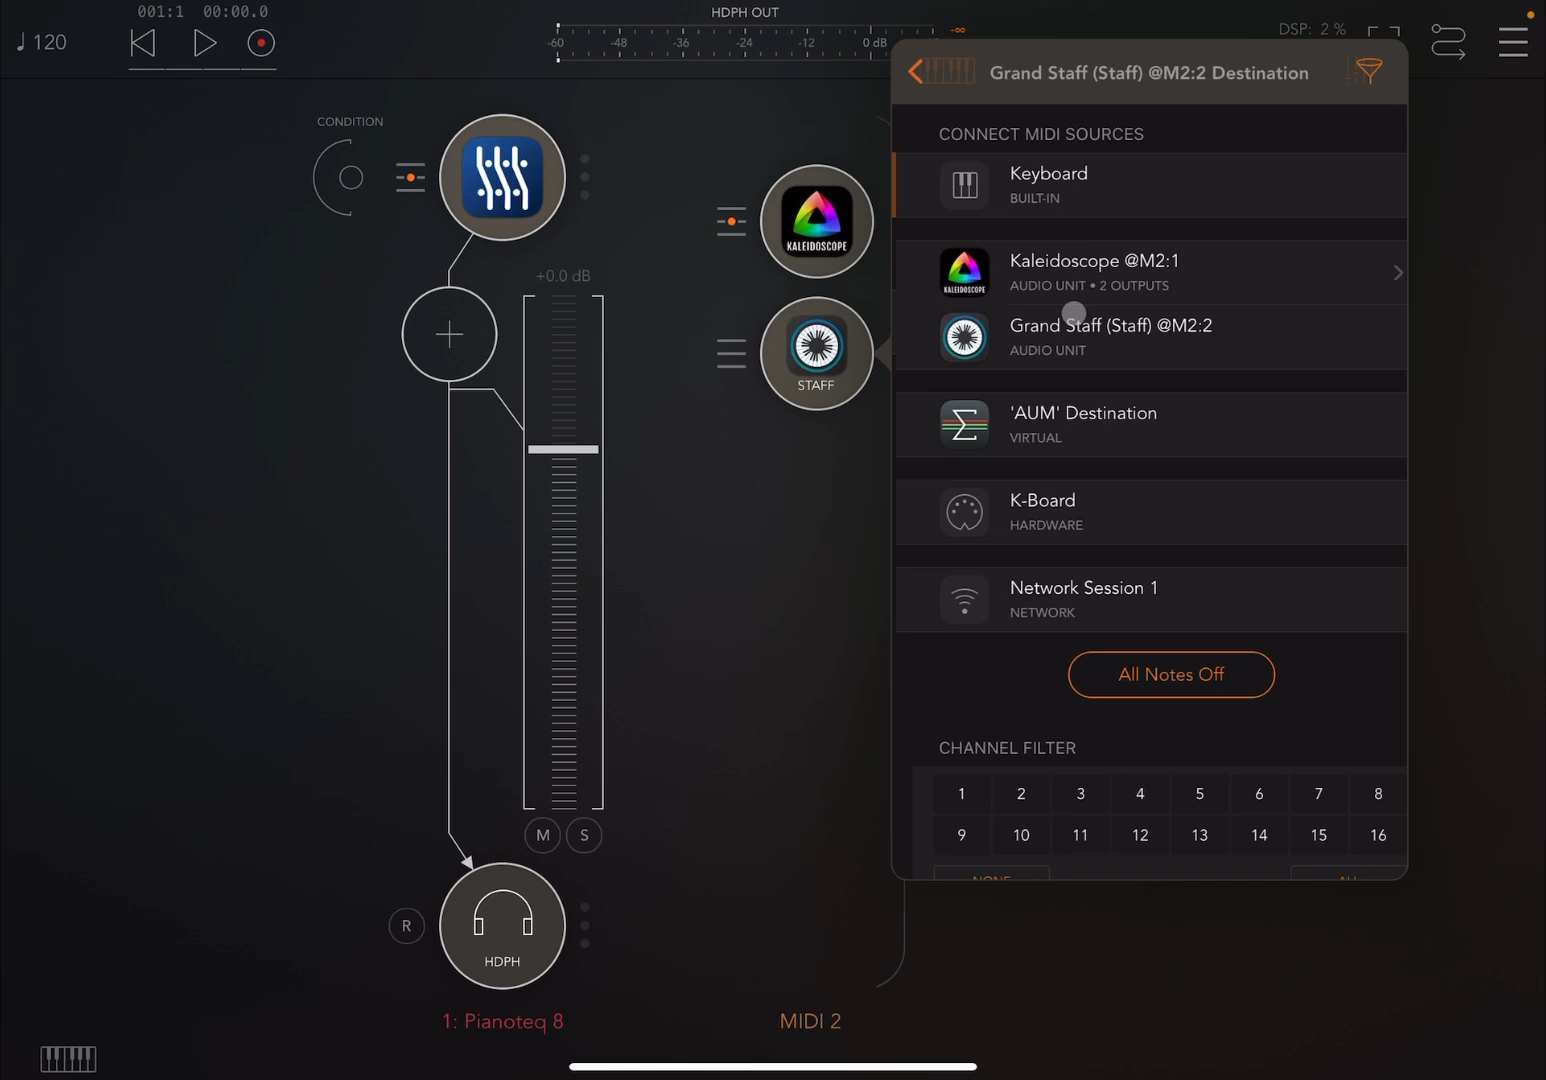 001:1 00:00.0
120
HDPH OUT
-60 -48 -36 -24 -12 0 dB
-∞
DSP: 2 %
CONDITION
KALEIDOSCOPE
STAFF
+0.0 dB
M S
R
HDPH
1: Pianoteq 8
MIDI 2
Grand Staff (Staff) @M2:2 Destination
CONNECT MIDI SOURCES
Keyboard
BUILT-IN
KALEIDOSCOPE
Kaleidoscope @M2:1
AUDIO UNIT • 2 OUTPUTS
Grand Staff (Staff) @M2:2
AUDIO UNIT
'AUM' Destination
VIRTUAL
K-Board
HARDWARE
Network Session 1
NETWORK
All Notes Off
CHANNEL FILTER
1 2 3 4 5 6 7 8
9 10 11 12 13 14 15 16
NONE ALL